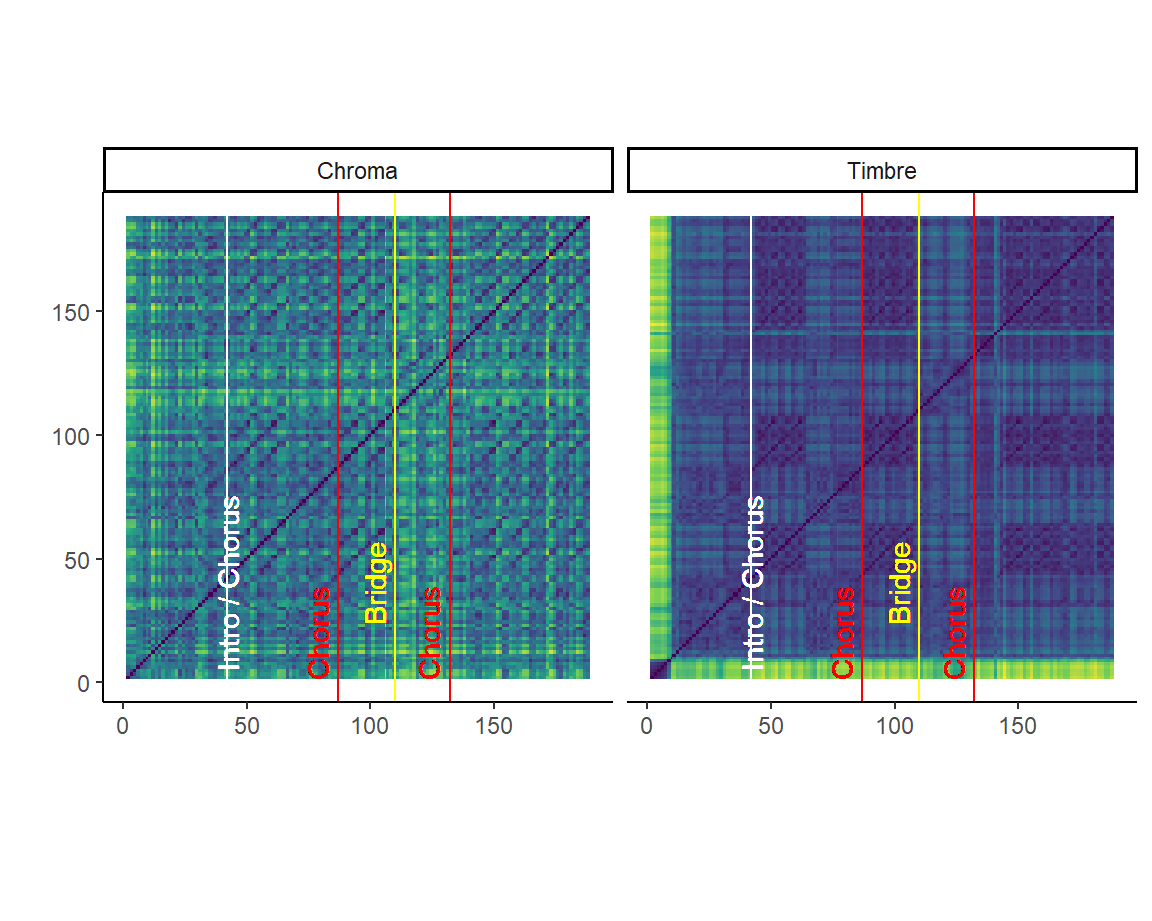 Chroma
Timbre
150
100
50
0
Intro / Chorus
Chorus
Bridge
Chorus
Intro / Chorus
Chorus
Bridge
Chorus
0 50 100 150
0 50 100 150